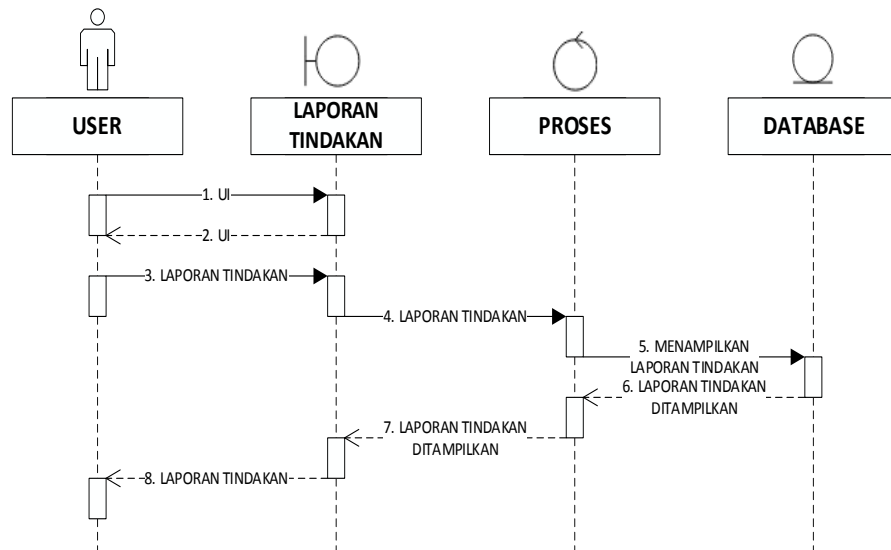 USER
LAPORAN
TINDAKAN
PROSES
DATABASE
1. UI
2. UI
3. LAPORAN TINDAKAN
4. LAPORAN TINDAKAN
5. MENAMPILKAN
LAPORAN TINDAKAN
6. LAPORAN TINDAKAN
DITAMPILKAN
7. LAPORAN TINDAKAN
DITAMPILKAN
8. LAPORAN TINDAKAN